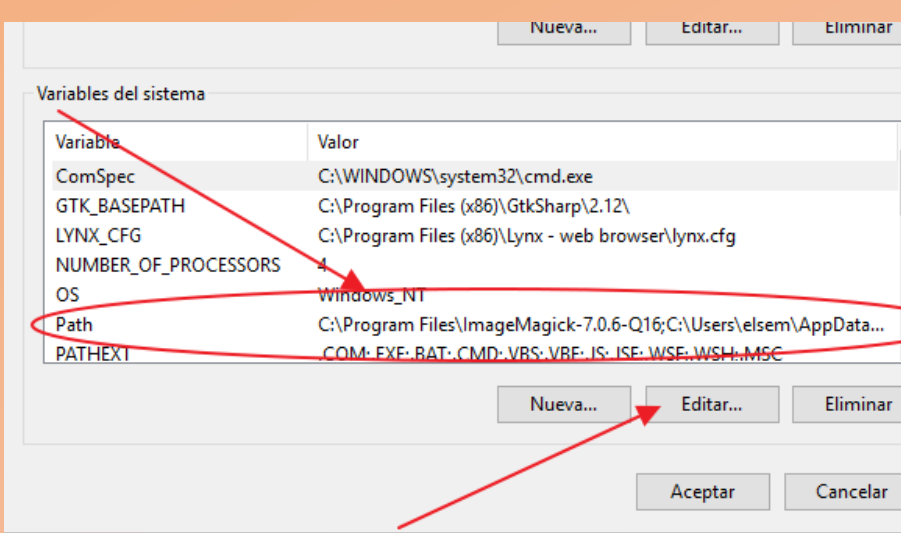 Nueva... Editar... Eliminar
Variables del sistema
Variable Valor
ComSpec C:\WINDOWS\system32\cmd.exe
GTK_BASEPATH C:\Program Files (x86)\GtkSharp\2.12\
LYNX_CFG C:\Program Files (x86)\Lynx - web browser\lynx.cfg
NUMBER_OF_PROCESSORS 4
OS Windows_NT
Path C:\Program Files\ImageMagick-7.0.6-Q16;C:\Users\elsem\AppData...
PATHEXT .COM;.EXE;.BAT;.CMD;.VBS;.VBE;.JS;.JSE;.WSF;.WSH;.MSC
Nueva... Editar... Eliminar
Aceptar Cancelar